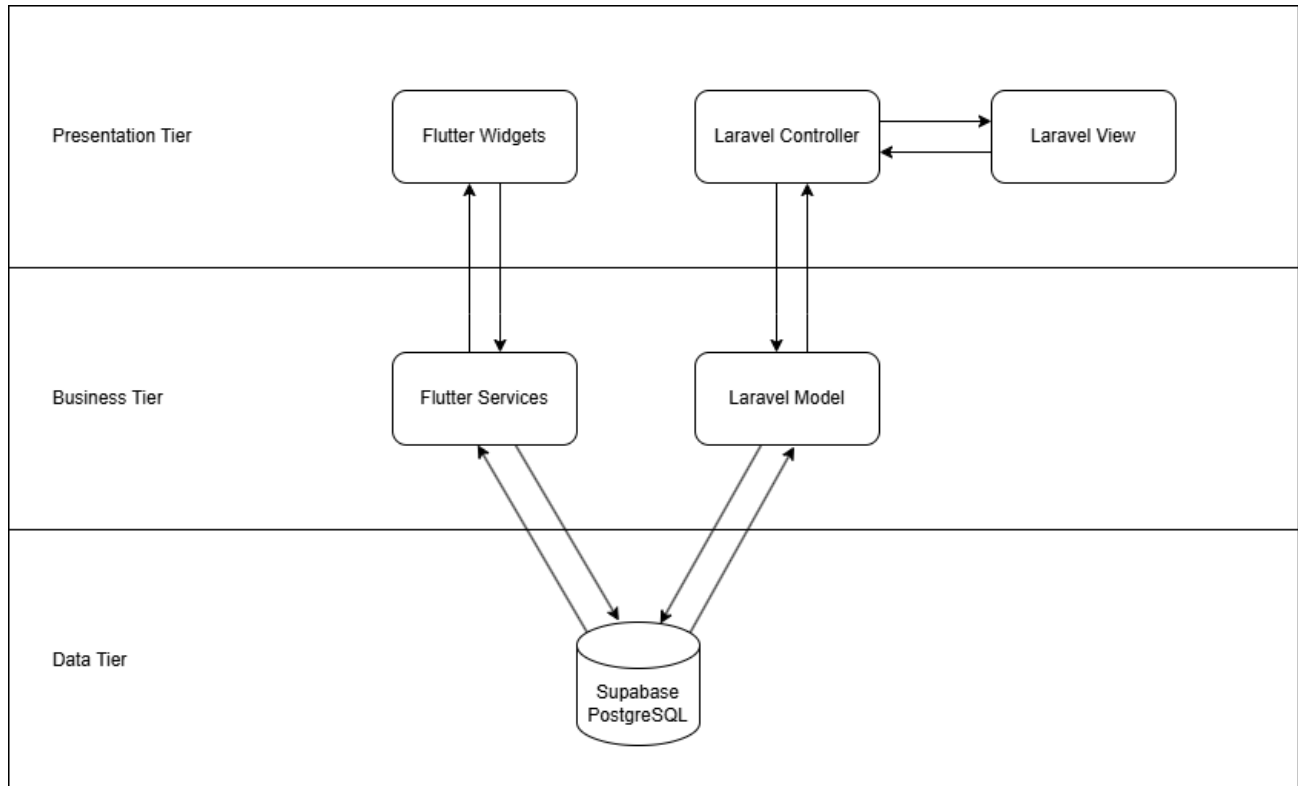 Presentation Tier
Flutter Widgets
Laravel Controller
Laravel View
Business Tier
Flutter Services
Laravel Model
Data Tier
Supabase
PostgreSQL